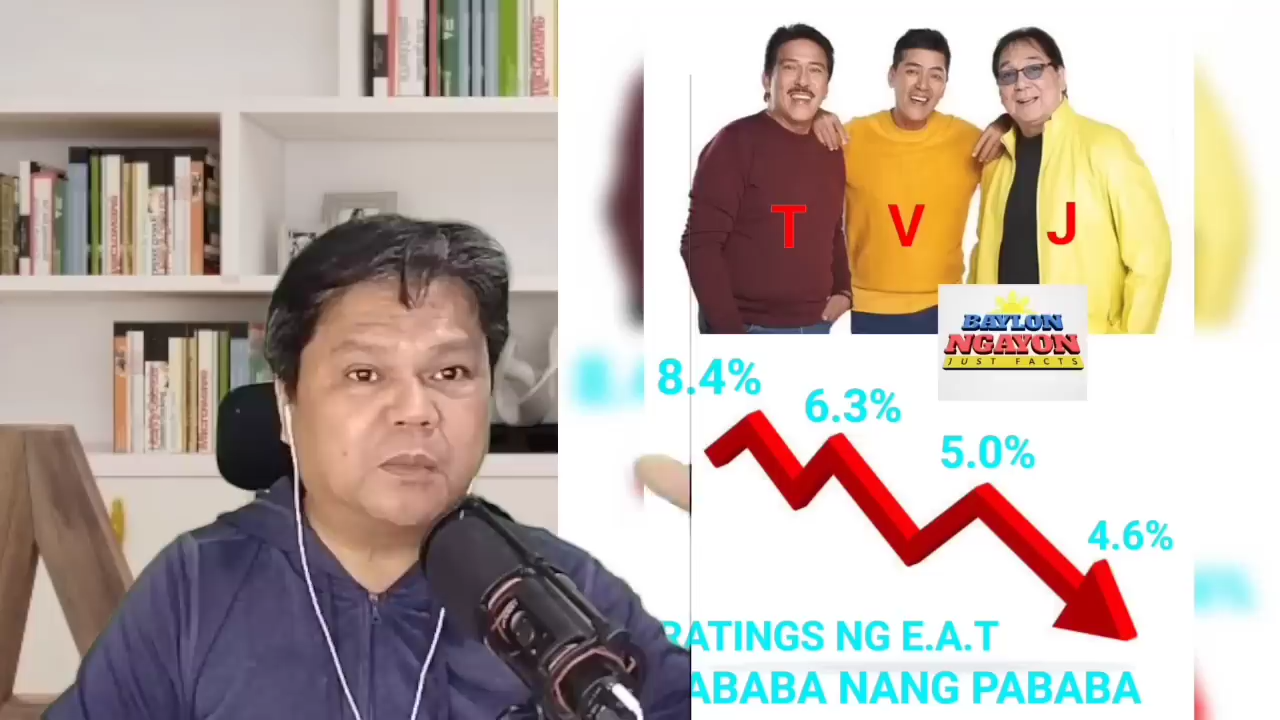 T V J
BAYLON
NGAYON
JUST FACTS
8.4%
6.3%
5.0%
4.6%
RATINGS NG E.A.T
ABABA NANG PABABA